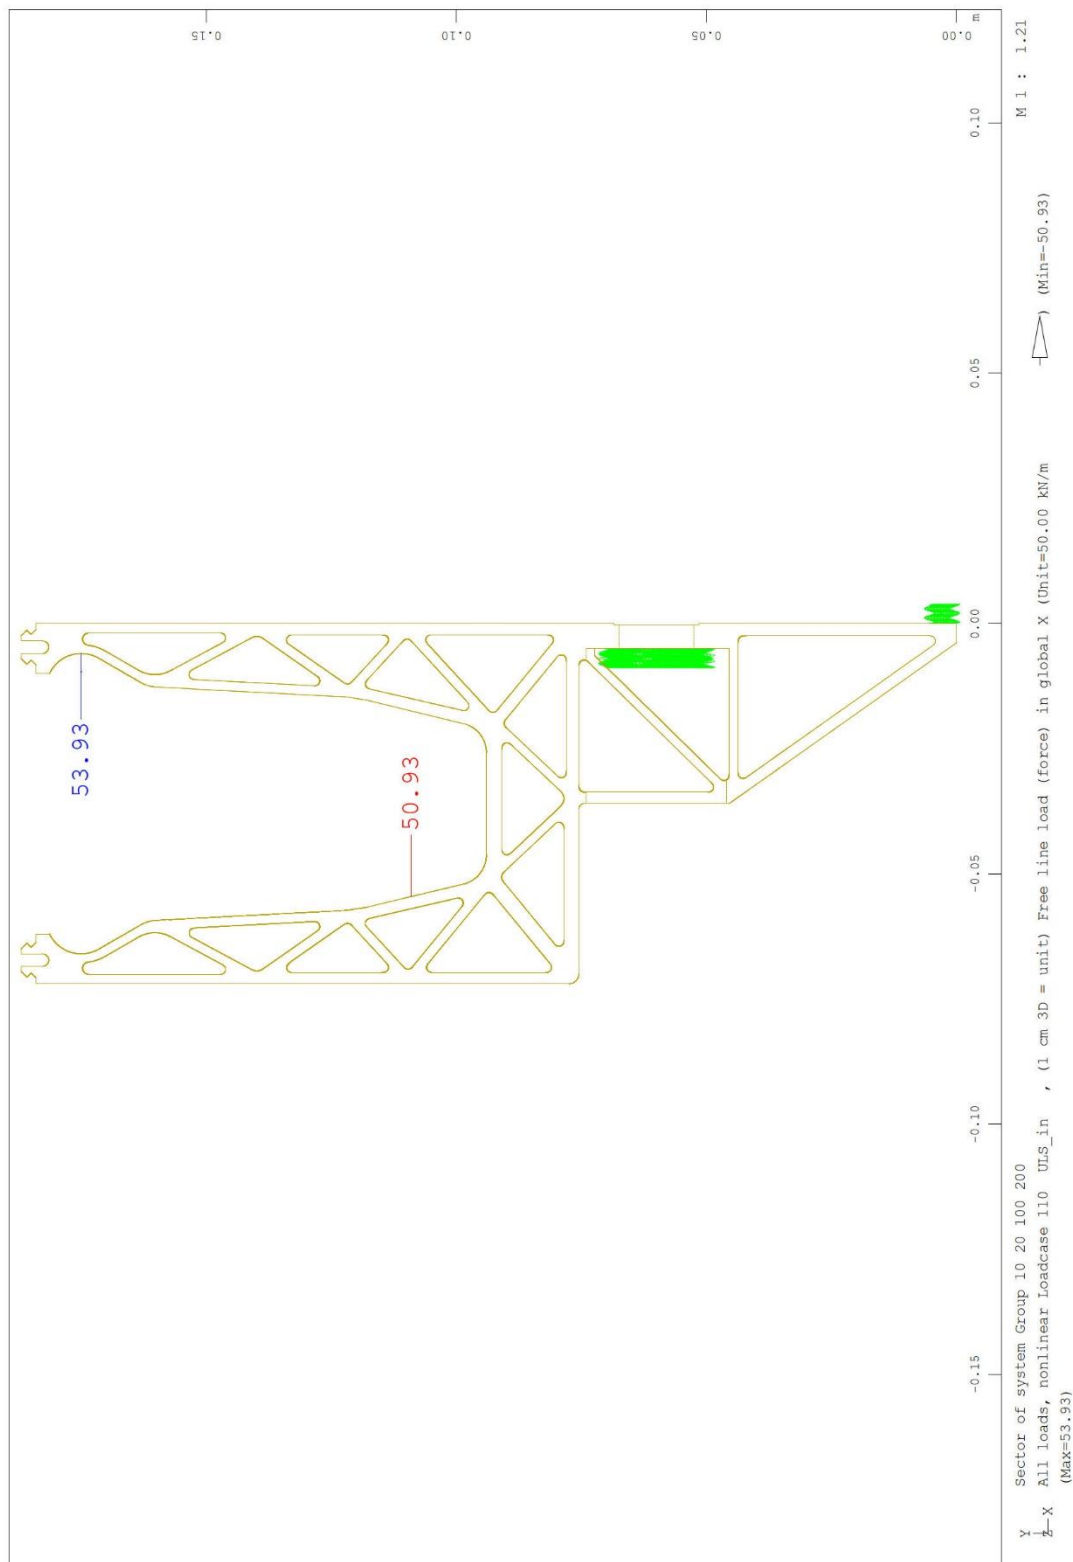 0.15
0.10
0.05
m
0.00
53.93
50.93
-0.15
-0.10
-0.05
0.00
0.05
0.10
Y
Z X
Sector of system Group 10 20 100 200
M 1 : 1.21
All loads, nonlinear Loadcase 110 ULS_in , (1 cm 3D = unit) Free line load (force) in global X (Unit=50.00 kN/m ) (Min=-50.93)
(Max=53.93)